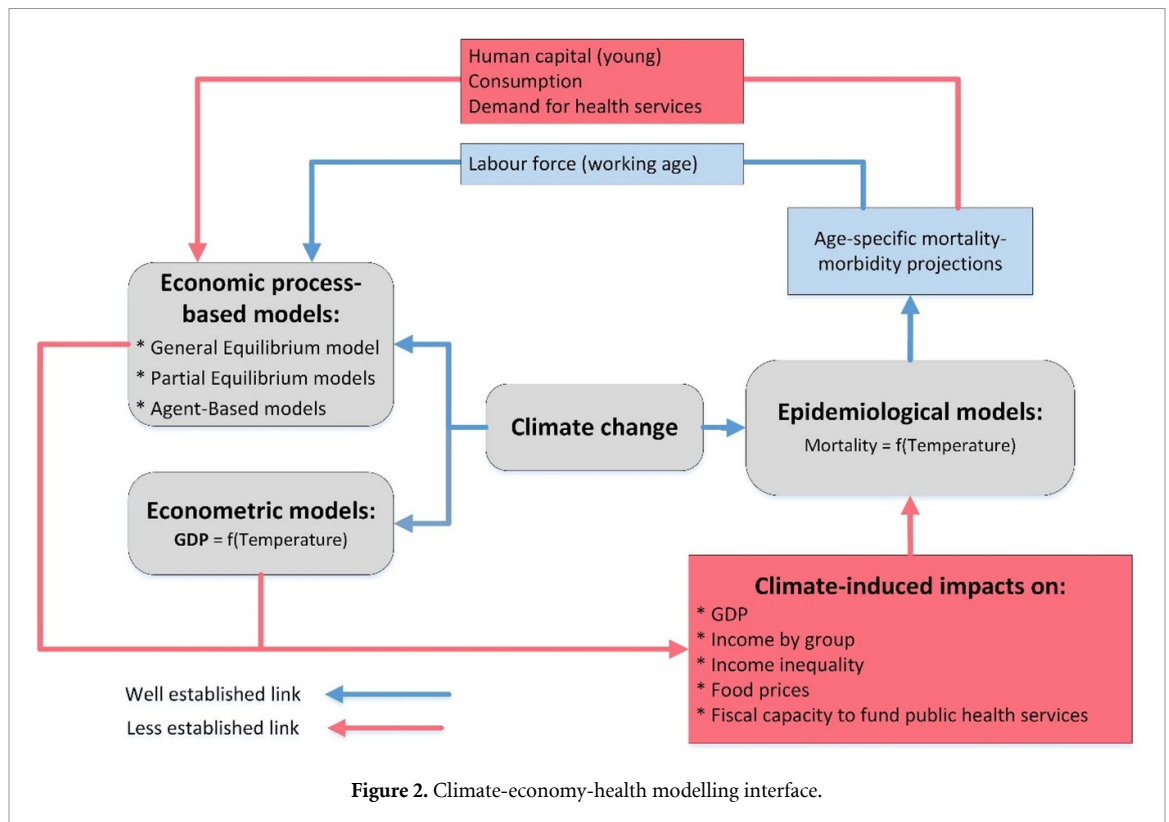 Human capital (young)
Consumption
Demand for health services
Labour force (working age)
Age-specific mortality-
morbidity projections
Economic process-
based models:
* General Equilibrium model
* Partial Equilibrium models
* Agent-Based models
Climate change
Epidemiological models:
Mortality = f(Temperature)
Econometric models:
GDP = f(Temperature)
Climate-induced impacts on:
* GDP
* Income by group
* Income inequality
* Food prices
* Fiscal capacity to fund public health services
Well established link
Less established link
Figure 2. Climate-economy-health modelling interface.